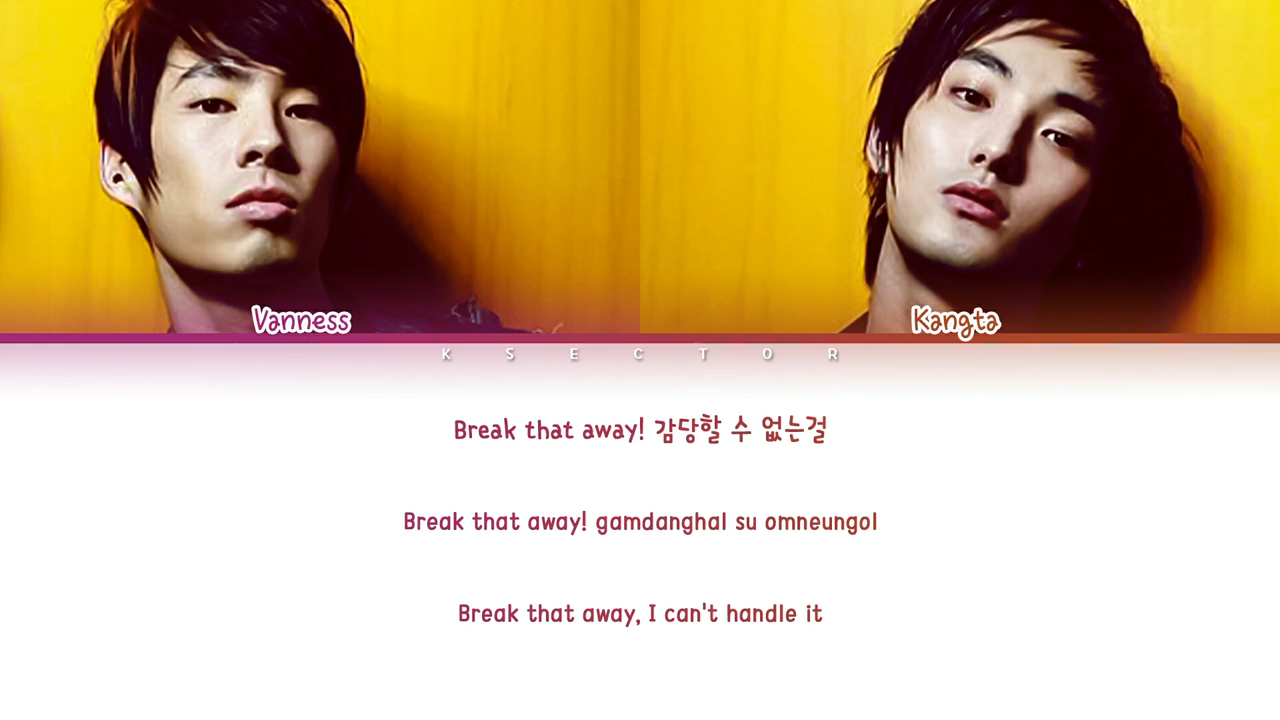 Vanness
Kangta
K S E C T O R
Break that away! 감당할 수 없는걸
Break that away! gamdanghal su omneungol
Break that away, I can't handle it